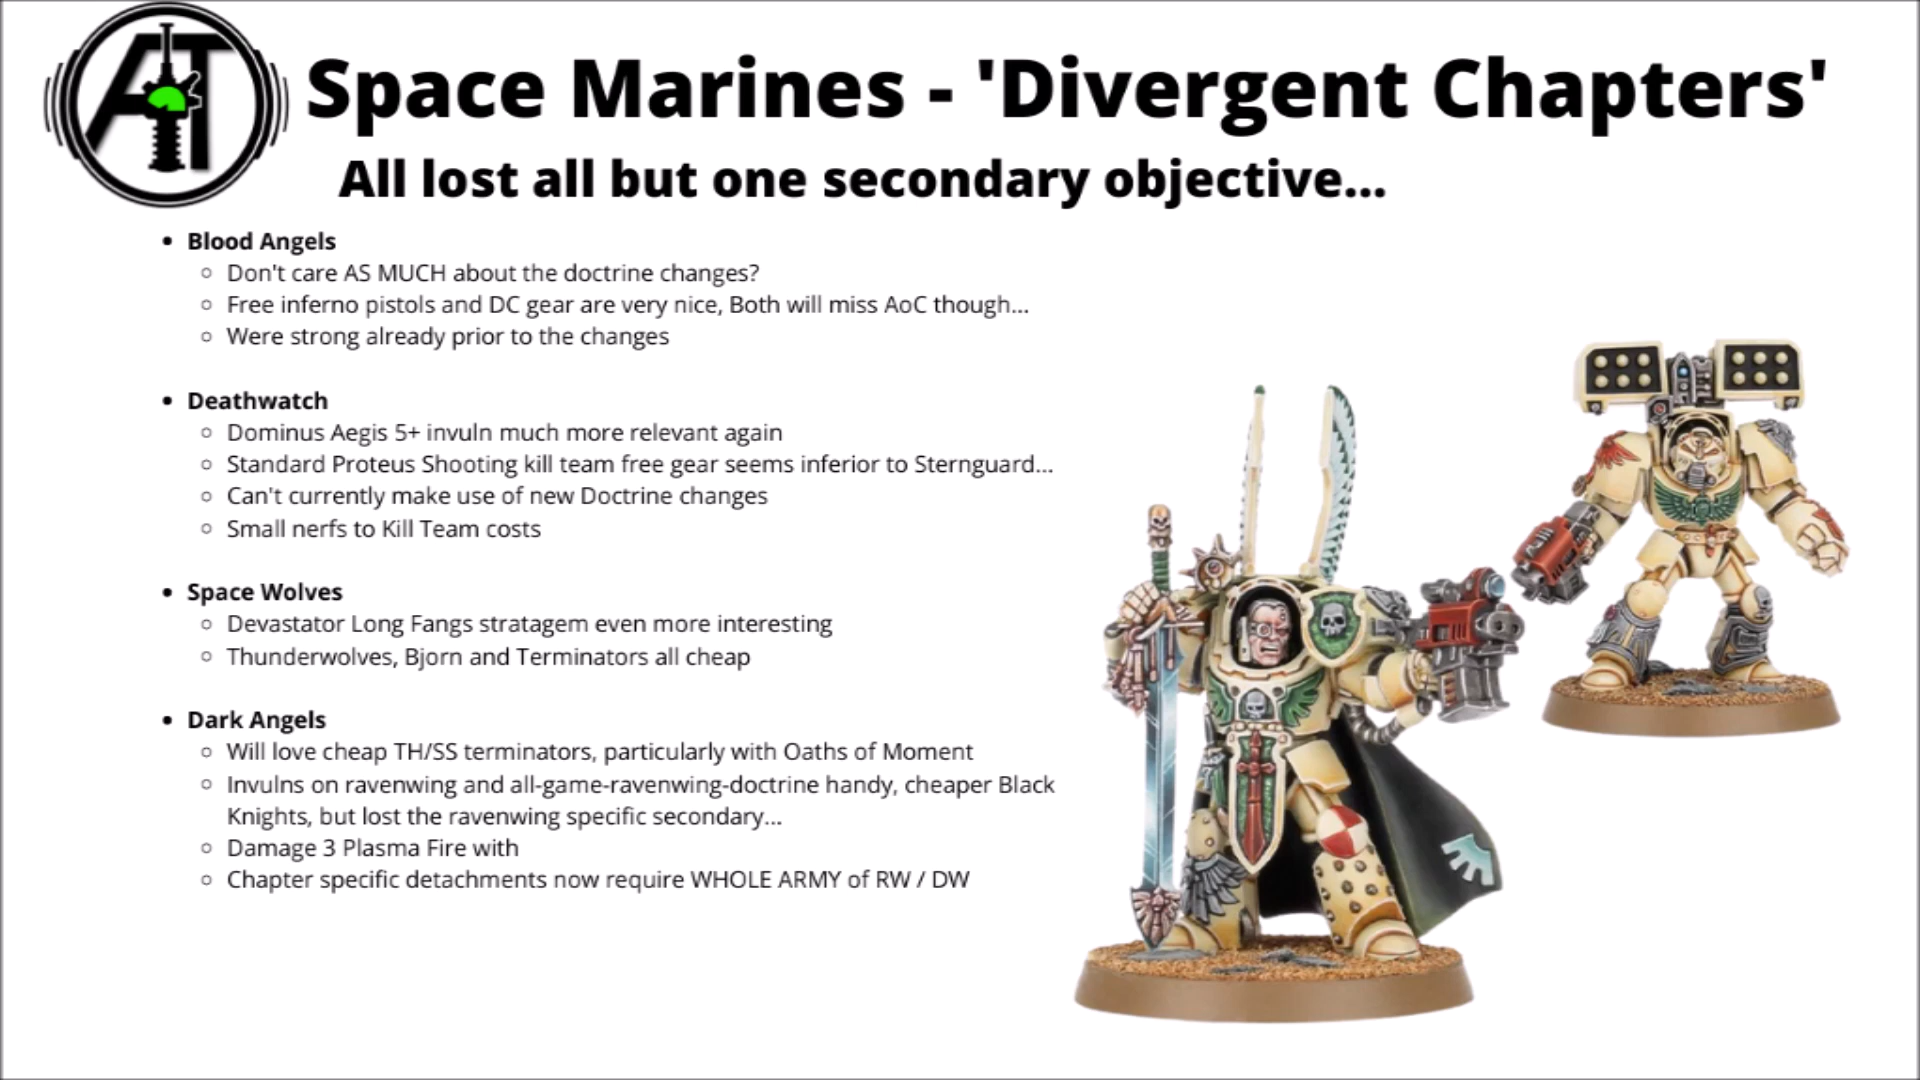 AT
Space Marines - 'Divergent Chapters'
All lost all but one secondary objective...
Blood Angels
Don't care AS MUCH about the doctrine changes?
Free inferno pistols and DC gear are very nice, Both will miss AoC though...
Were strong already prior to the changes
Deathwatch
Dominus Aegis 5+ invuln much more relevant again
Standard Proteus Shooting kill team free gear seems inferior to Sternguard...
Can't currently make use of new Doctrine changes
Small nerfs to Kill Team costs
Space Wolves
Devastator Long Fangs stratagem even more interesting
Thunderwolves, Bjorn and Terminators all cheap
Dark Angels
Will love cheap TH/SS terminators, particularly with Oaths of Moment
Invulns on ravenwing and all-game-ravenwing-doctrine handy, cheaper Black
Knights, but lost the ravenwing specific secondary...
Damage 3 Plasma Fire with
Chapter specific detachments now require WHOLE ARMY of RW / DW